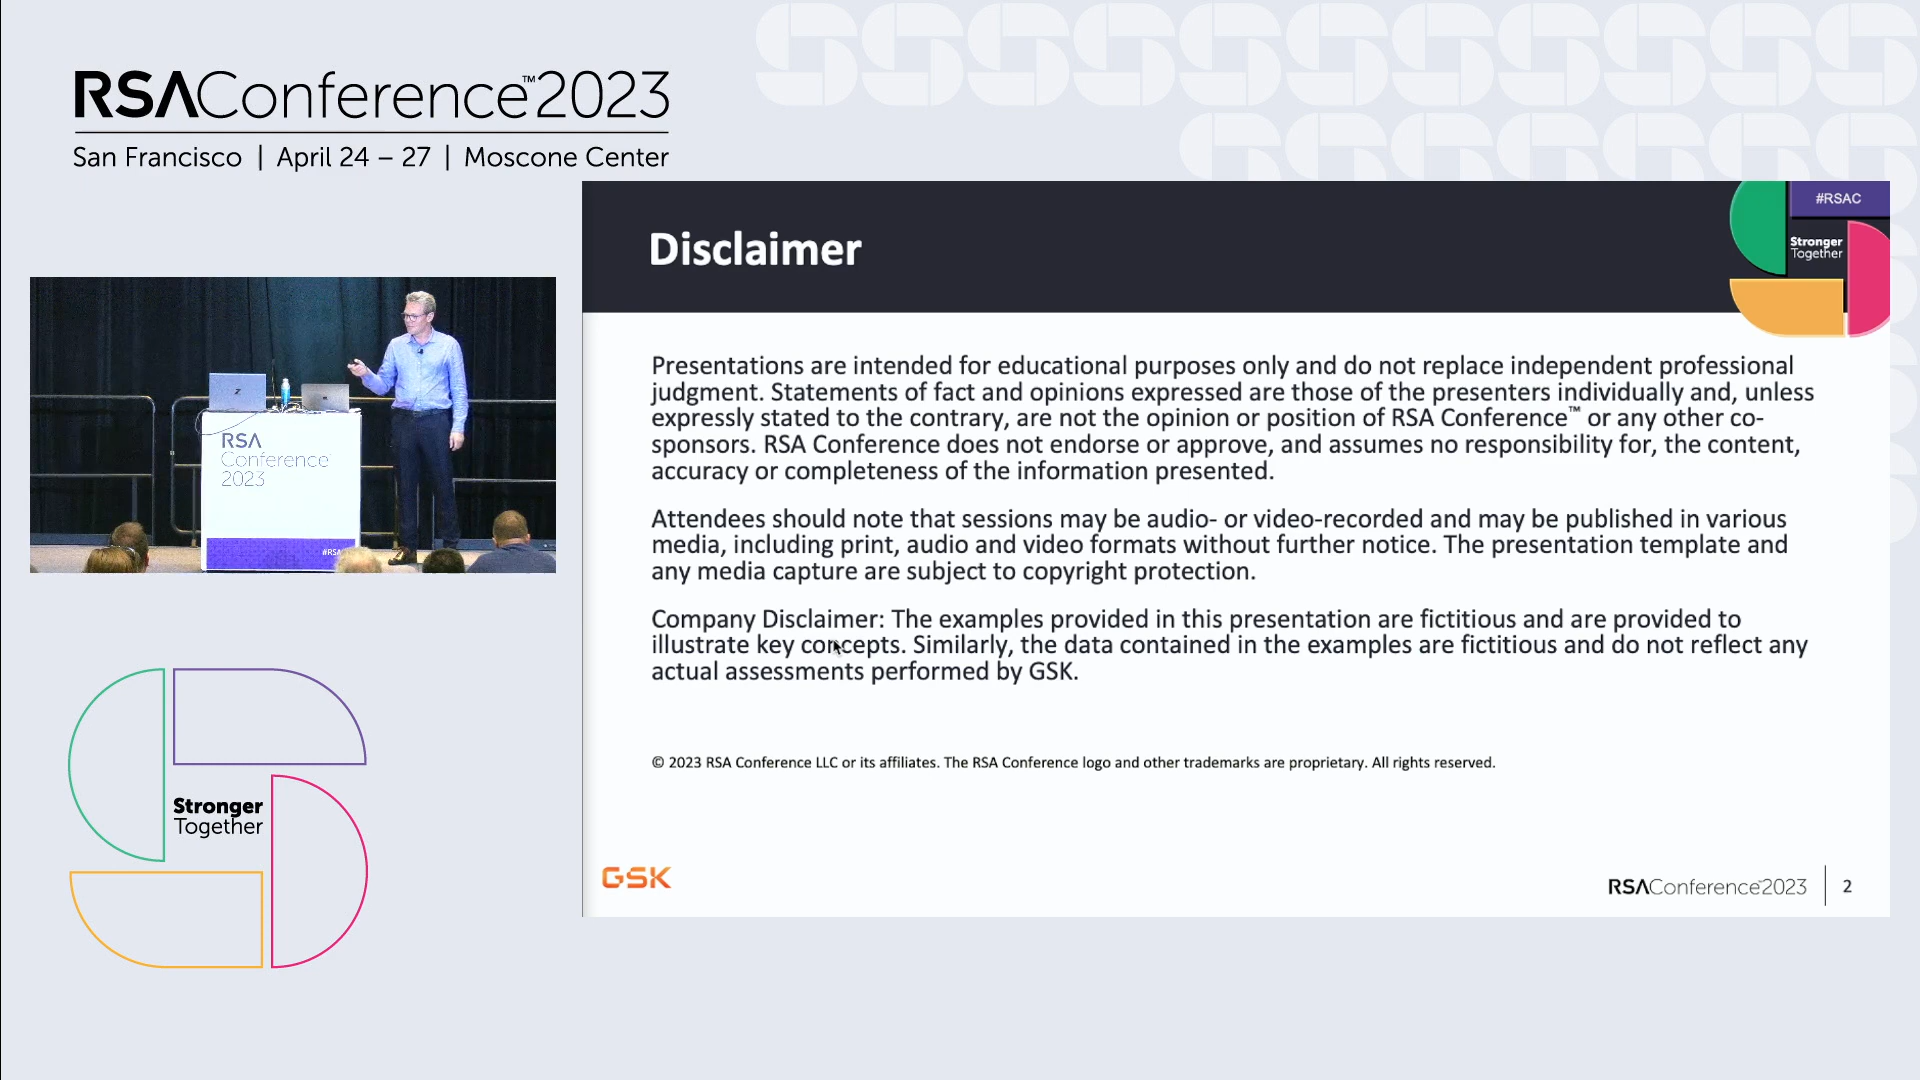 RSAConference™2023
San Francisco | April 24 – 27 | Moscone Center
#RSAC
Disclaimer
Stronger
Together
Presentations are intended for educational purposes only and do not replace independent professional
judgment. Statements of fact and opinions expressed are those of the presenters individually and, unless
expressly stated to the contrary, are not the opinion or position of RSA Conference™ or any other co-
sponsors. RSA Conference does not endorse or approve, and assumes no responsibility for, the content,
accuracy or completeness of the information presented.
Attendees should note that sessions may be audio- or video-recorded and may be published in various
media, including print, audio and video formats without further notice. The presentation template and
any media capture are subject to copyright protection.
Company Disclaimer: The examples provided in this presentation are fictitious and are provided to
illustrate key concepts. Similarly, the data contained in the examples are fictitious and do not reflect any
actual assessments performed by GSK.
© 2023 RSA Conference LLC or its affiliates. The RSA Conference logo and other trademarks are proprietary. All rights reserved.
GSK
RSAConference2023 | 2
RSA
Conference
2023
Stronger
Together